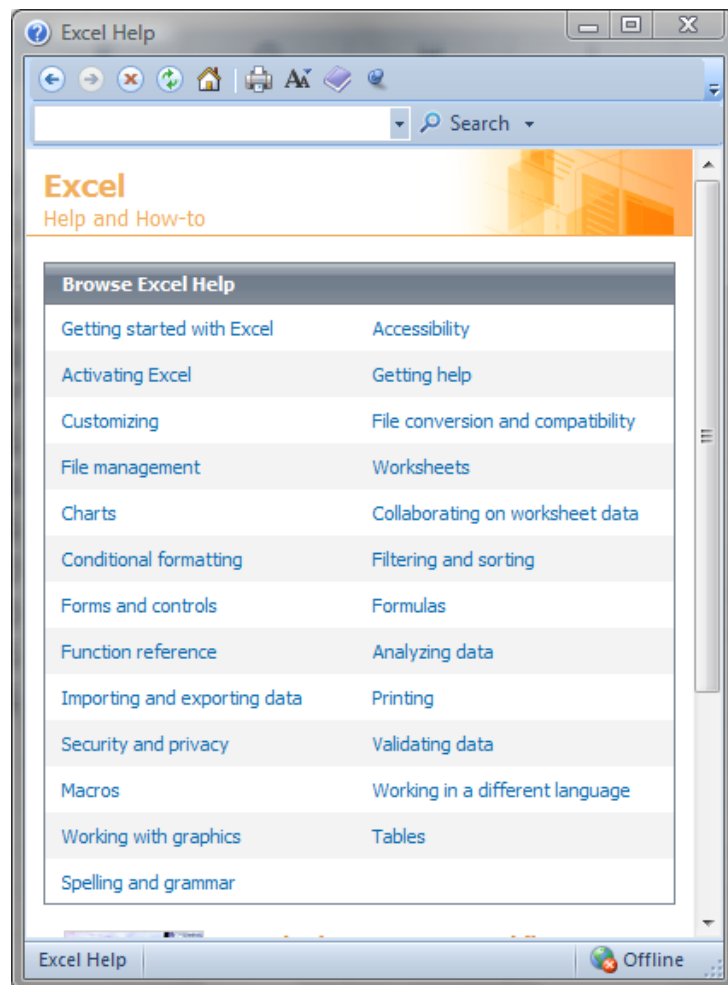 Excel Help
Search
Excel
Help and How-to
Browse Excel Help
Getting started with Excel
Accessibility
Activating Excel
Getting help
Customizing
File conversion and compatibility
File management
Worksheets
Charts
Collaborating on worksheet data
Conditional formatting
Filtering and sorting
Forms and controls
Formulas
Function reference
Analyzing data
Importing and exporting data
Printing
Security and privacy
Validating data
Macros
Working in a different language
Working with graphics
Tables
Spelling and grammar
Excel Help
Offline